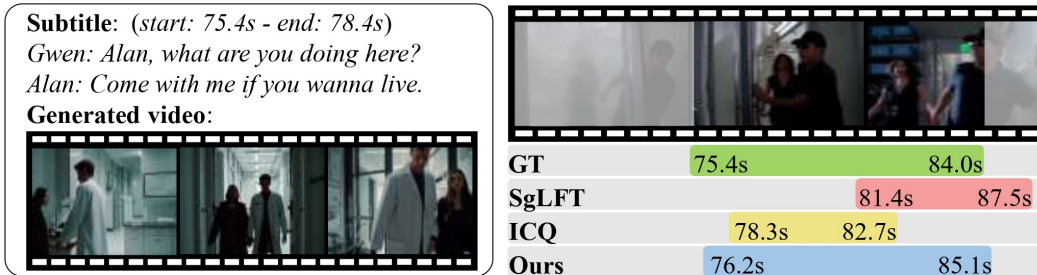 Subtitle: (start: 75.4s - end: 78.4s)
Gwen: Alan, what are you doing here?
Alan: Come with me if you wanna live.
Generated video:
GT 75.4s 84.0s
SgLFT 81.4s 87.5s
ICQ 78.3s 82.7s
Ours 76.2s 85.1s